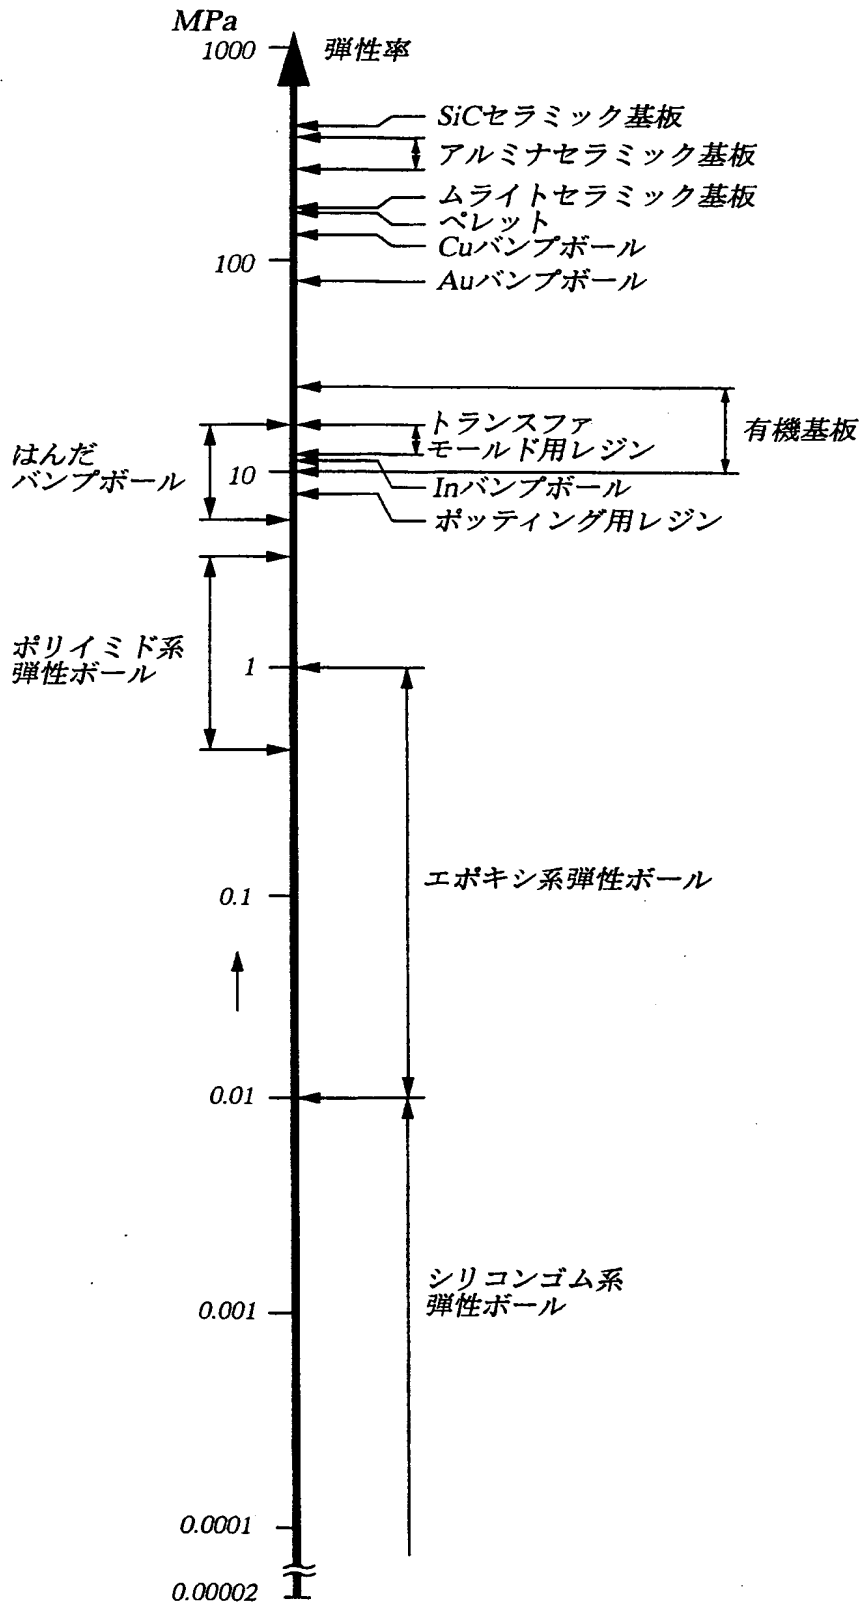 MPa
1000
弾性率
SiCセラミック基板
アルミナセラミック基板
ムライトセラミック基板
ペレット
Cuバンプボール
100
Auバンプボール
トランスファ
モールド用レジン
有機基板
はんだ
バンプボール
10
Inバンプボール
ポッティング用レジン
ポリイミド系
弾性ボール
1
エポキシ系弾性ボール
0.1
0.01
シリコンゴム系
弾性ボール
0.001
0.0001
0.00002